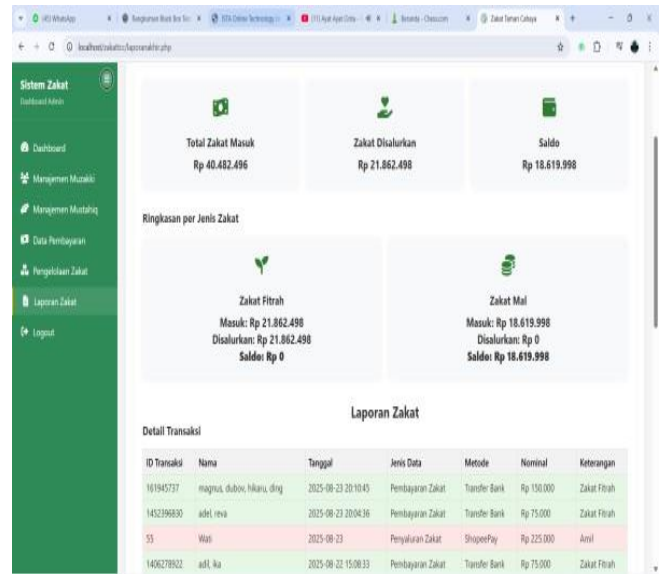 (43) WhatsApp
localhost/zakattcc/laporanakhir.php
Sistem Zakat
Dashboard Admin
Dashboard
Manajemen Muzakki
Manajemen Mustahiq
Data Pembayaran
Pengelolaan Zakat
Laporan Zakat
Logout
Total Zakat Masuk
Rp 40.482.496
Zakat Disalurkan
Rp 21.862.498
Saldo
Rp 18.619.998
Ringkasan per Jenis Zakat
Zakat Fitrah
Masuk: Rp 21.862.498
Disalurkan: Rp 21.862.498
Saldo: Rp 0
Zakat Mal
Masuk: Rp 18.619.998
Disalurkan: Rp 0
Saldo: Rp 18.619.998
Laporan Zakat
Detail Transaksi
ID Transaksi Nama Tanggal Jenis Data Metode Nominal Keterangan
161945737 magnus, dubov, hikaru, ding 2025-08-23 20:10:45 Pembayaran Zakat Transfer Bank Rp 150.000 Zakat Fitrah
1452396830 adel, reva 2025-08-23 20:04:36 Pembayaran Zakat Transfer Bank Rp 75.000 Zakat Fitrah
55 Wati 2025-08-23 Penyaluran Zakat ShopeePay Rp 225.000 Amil
1406278922 adil, ika 2025-08-22 15:08:33 Pembayaran Zakat Transfer Bank Rp 75.000 Zakat Fitrah